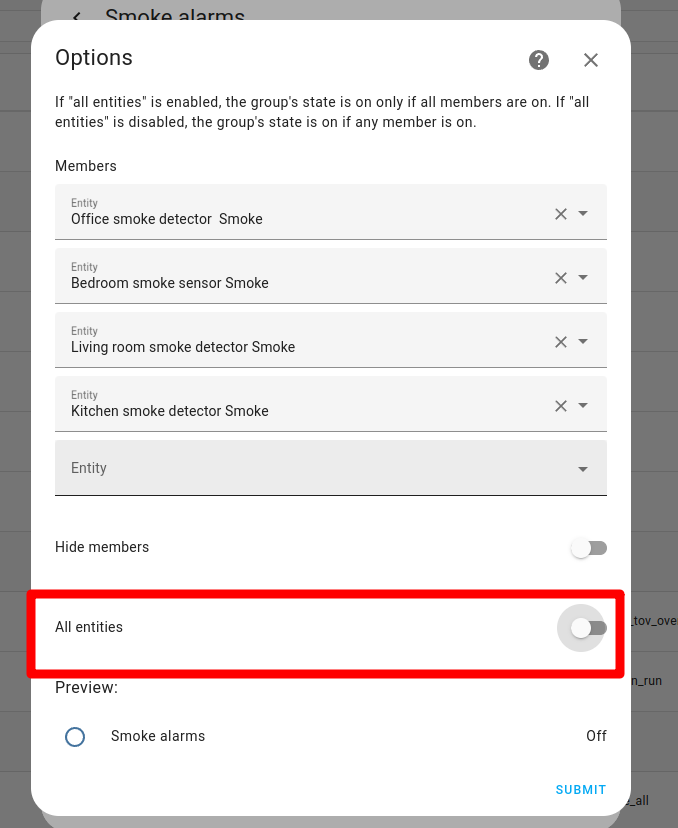 Smoke alarms
Options
If "all entities" is enabled, the group's state is on only if all members are on. If "all
entities" is disabled, the group's state is on if any member is on.
Members
Entity
Office smoke detector  Smoke
Entity
Bedroom smoke sensor Smoke
Entity
Living room smoke detector Smoke
Entity
Kitchen smoke detector Smoke
Entity
Hide members
All entities
_tov_ove
n_run
Preview:
Smoke alarms Off
SUBMIT
e_all